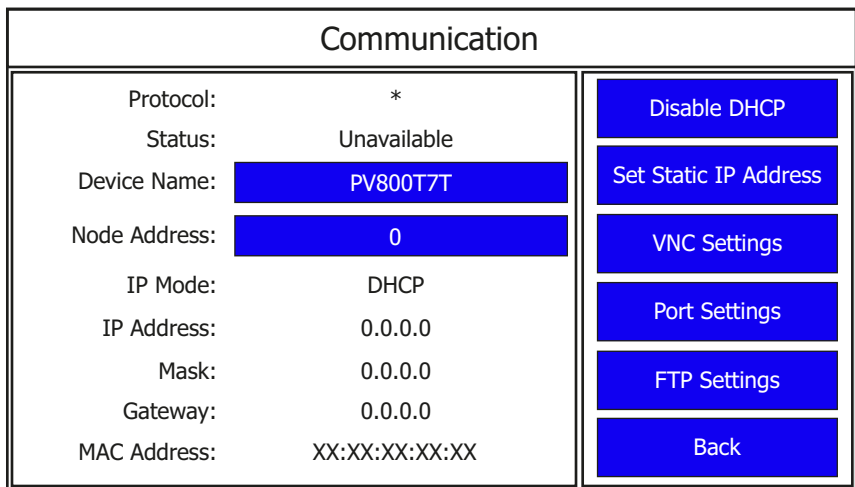 Communication
Protocol: *
Status: Unavailable
Device Name: PV800T7T
Node Address: 0
IP Mode: DHCP
IP Address: 0.0.0.0
Mask: 0.0.0.0
Gateway: 0.0.0.0
MAC Address: XX:XX:XX:XX:XX
Disable DHCP
Set Static IP Address
VNC Settings
Port Settings
FTP Settings
Back